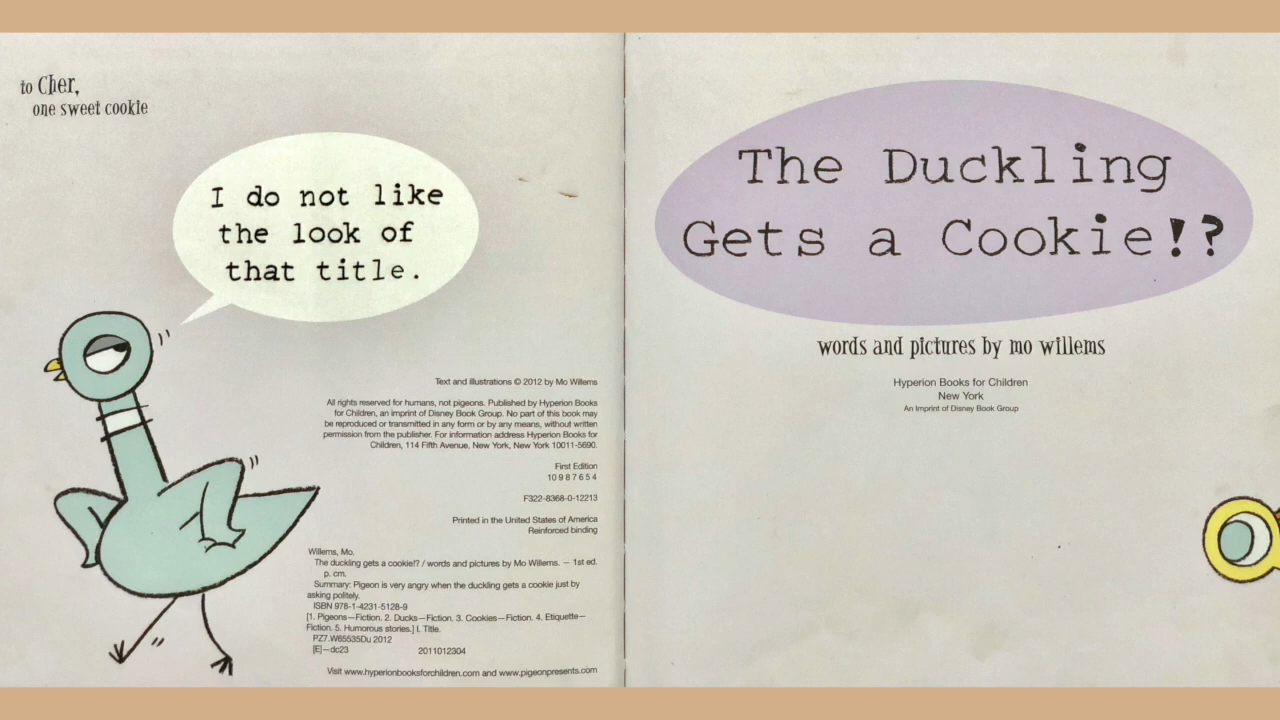 to Cher,
one sweet cookie
I do not like
the look of
that title.
Text and illustrations © 2012 by Mo Willems
All rights reserved for humans, not pigeons. Published by Hyperion Books
for Children, an imprint of Disney Book Group. No part of this book may
be reproduced or transmitted in any form or by any means, without written
permission from the publisher. For information address Hyperion Books for
Children, 114 Fifth Avenue, New York, New York 10011-5690.
First Edition
10 9 8 7 6 5 4
F322-8368-0-12213
Printed in the United States of America
Reinforced binding
Willems, Mo.
The duckling gets a cookie!? / words and pictures by Mo Willems. — 1st ed.
p. cm.
Summary: Pigeon is very angry when the duckling gets a cookie just by
asking politely.
ISBN 978-1-4231-5128-9
[1. Pigeons—Fiction. 2. Ducks—Fiction. 3. Cookies—Fiction. 4. Etiquette—
Fiction. 5. Humorous stories.] I. Title.
PZ7.W65535Du 2012
[E]—dc23 2011012304
Visit www.hyperionbooksforchildren.com and www.pigeonpresents.com
The Duckling
Gets a Cookie!?
words and pictures by mo willems
Hyperion Books for Children
New York
An Imprint of Disney Book Group